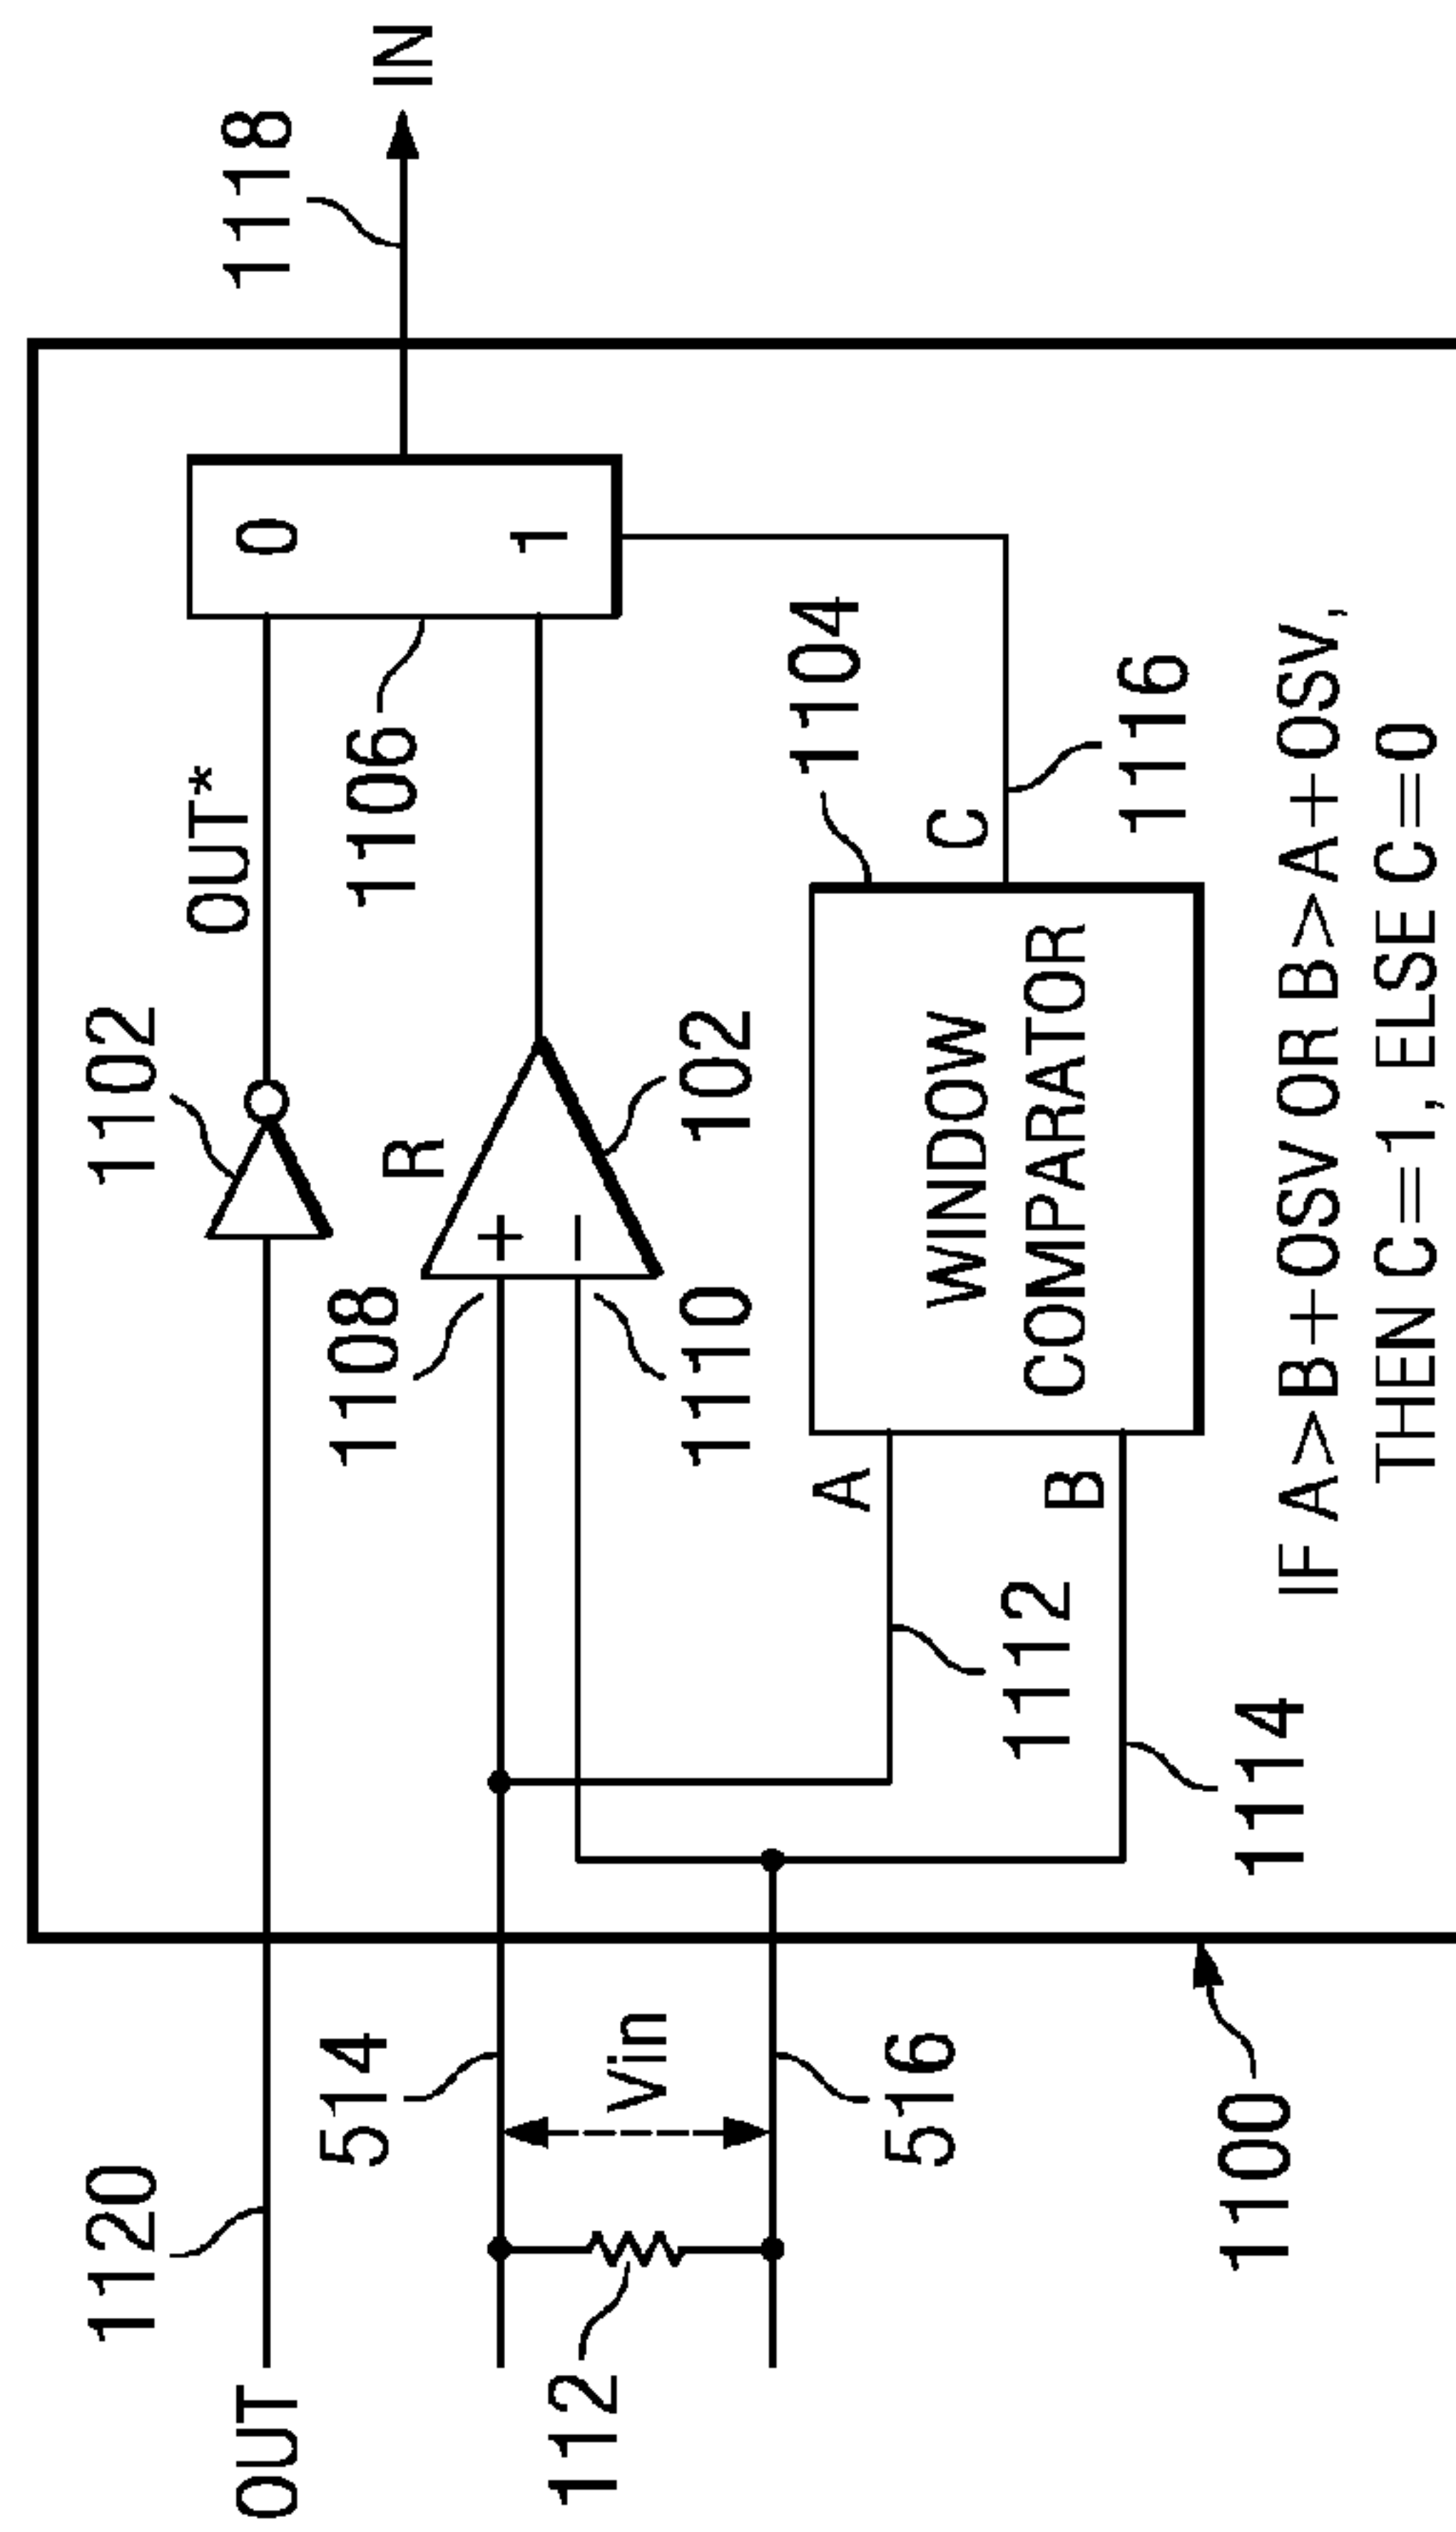 1120
OUT
1102
OUT*
1118
IN
514
1108
R
1106
0
1
Vin
112
1110
102
516
A
1112
B
1114
WINDOW
COMPARATOR
1104
C
1116
1100
IF A>B+OSV OR B>A+OSV,
THEN C=1, ELSE C=0